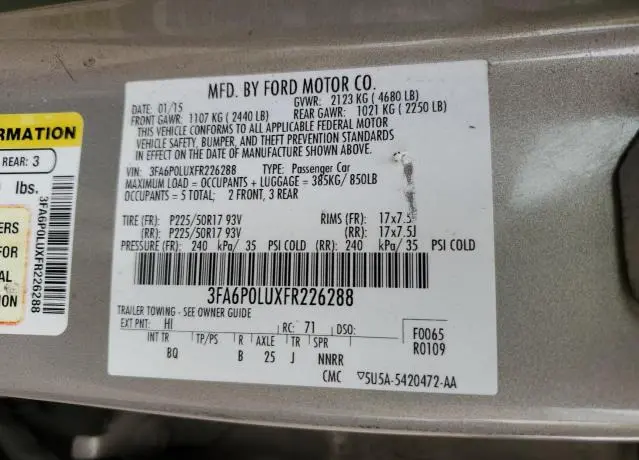 MFD. BY FORD MOTOR CO.
DATE: 01/15 GVWR: 2123 KG ( 4680 LB)
FRONT GAWR: 1107 KG ( 2440 LB) REAR GAWR: 1021 KG ( 2250 LB)
THIS VEHICLE CONFORMS TO ALL APPLICABLE FEDERAL MOTOR
VEHICLE SAFETY, BUMPER, AND THEFT PREVENTION STANDARDS
IN EFFECT ON THE DATE OF MANUFACTURE SHOWN ABOVE.
VIN: 3FA6P0LUXFR226288 TYPE: Passenger Car
MAXIMUM LOAD = OCCUPANTS + LUGGAGE = 385KG/ 850LB
OCCUPANTS = 5 TOTAL; 2 FRONT, 3 REAR
TIRE (FR): P225/50R17 93V RIMS (FR): 17x7.5
(RR): P225/50R17 93V (RR): 17x7.5J
PRESSURE (FR): 240 kPa/ 35 PSI COLD (RR): 240 kPa/ 35 PSI COLD
3FA6P0LUXFR226288
TRAILER TOWING - SEE OWNER GUIDE
EXT PNT: HI RC: 71 DSO: F0065
INT TR TP/PS R AXLE TR SPR R0109
BQ B 25 J NNRR
CMC ▽5U5A-5420472-AA
ORMATION
REAR: 3
lbs.
ERS
FOR
AL
TION
3FA6P0LUXFR226288